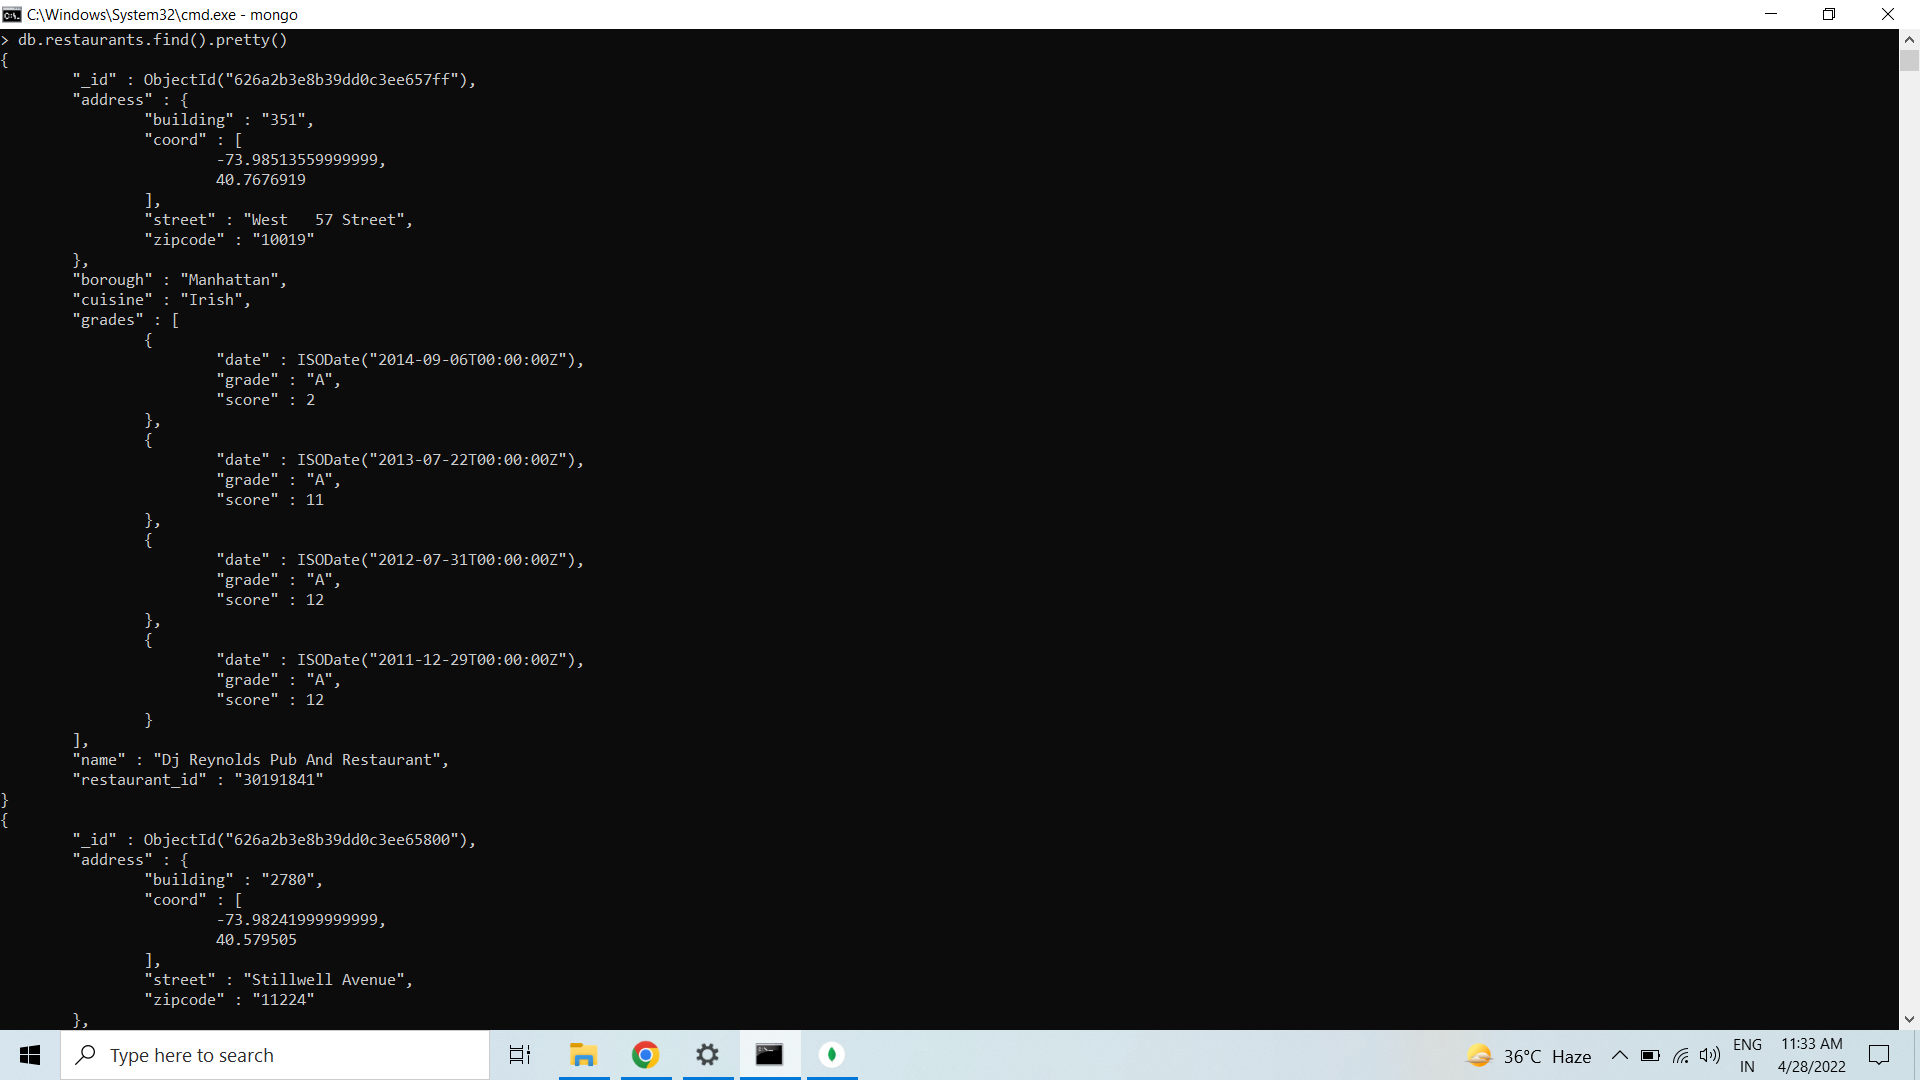 C:\Windows\System32\cmd.exe - mongo
> db.restaurants.find().pretty()
{
"_id" : ObjectId("626a2b3e8b39dd0c3ee657ff"),
"address" : {
"building" : "351",
"coord" : [
-73.98513559999999,
40.7676919
],
"street" : "West   57 Street",
"zipcode" : "10019"
},
"borough" : "Manhattan",
"cuisine" : "Irish",
"grades" : [
{
"date" : ISODate("2014-09-06T00:00:00Z"),
"grade" : "A",
"score" : 2
},
{
"date" : ISODate("2013-07-22T00:00:00Z"),
"grade" : "A",
"score" : 11
},
{
"date" : ISODate("2012-07-31T00:00:00Z"),
"grade" : "A",
"score" : 12
},
{
"date" : ISODate("2011-12-29T00:00:00Z"),
"grade" : "A",
"score" : 12
}
],
"name" : "Dj Reynolds Pub And Restaurant",
"restaurant_id" : "30191841"
}
{
"_id" : ObjectId("626a2b3e8b39dd0c3ee65800"),
"address" : {
"building" : "2780",
"coord" : [
-73.98241999999999,
40.579505
],
"street" : "Stillwell Avenue",
"zipcode" : "11224"
},
Type here to search
36°C Haze
ENG
IN
11:33 AM
4/28/2022